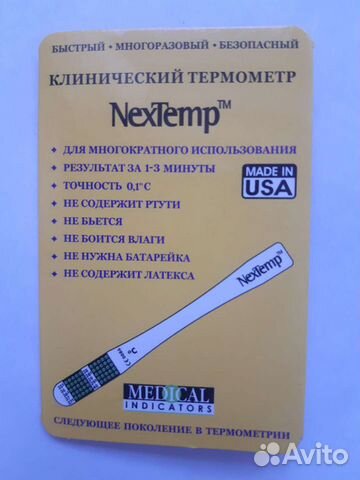 БЫСТРЫЙ • МНОГОРАЗОВЫЙ • БЕЗОПАСНЫЙ
КЛИНИЧЕСКИЙ ТЕРМОМЕТР
NexTemp™
ДЛЯ МНОГОКРАТНОГО ИСПОЛЬЗОВАНИЯ
РЕЗУЛЬТАТ ЗА 1-3 МИНУТЫ
ТОЧНОСТЬ 0,1°С
НЕ СОДЕРЖИТ РТУТИ
НЕ БЬЕТСЯ
НЕ БОИТСЯ ВЛАГИ
НЕ НУЖНА БАТАРЕЙКА
НЕ СОДЕРЖИТ ЛАТЕКСА
MADE IN
USA
NexTemp™
MEDICAL
INDICATORS
СЛЕДУЮЩЕЕ ПОКОЛЕНИЕ В ТЕРМОМЕТРИИ
Avito